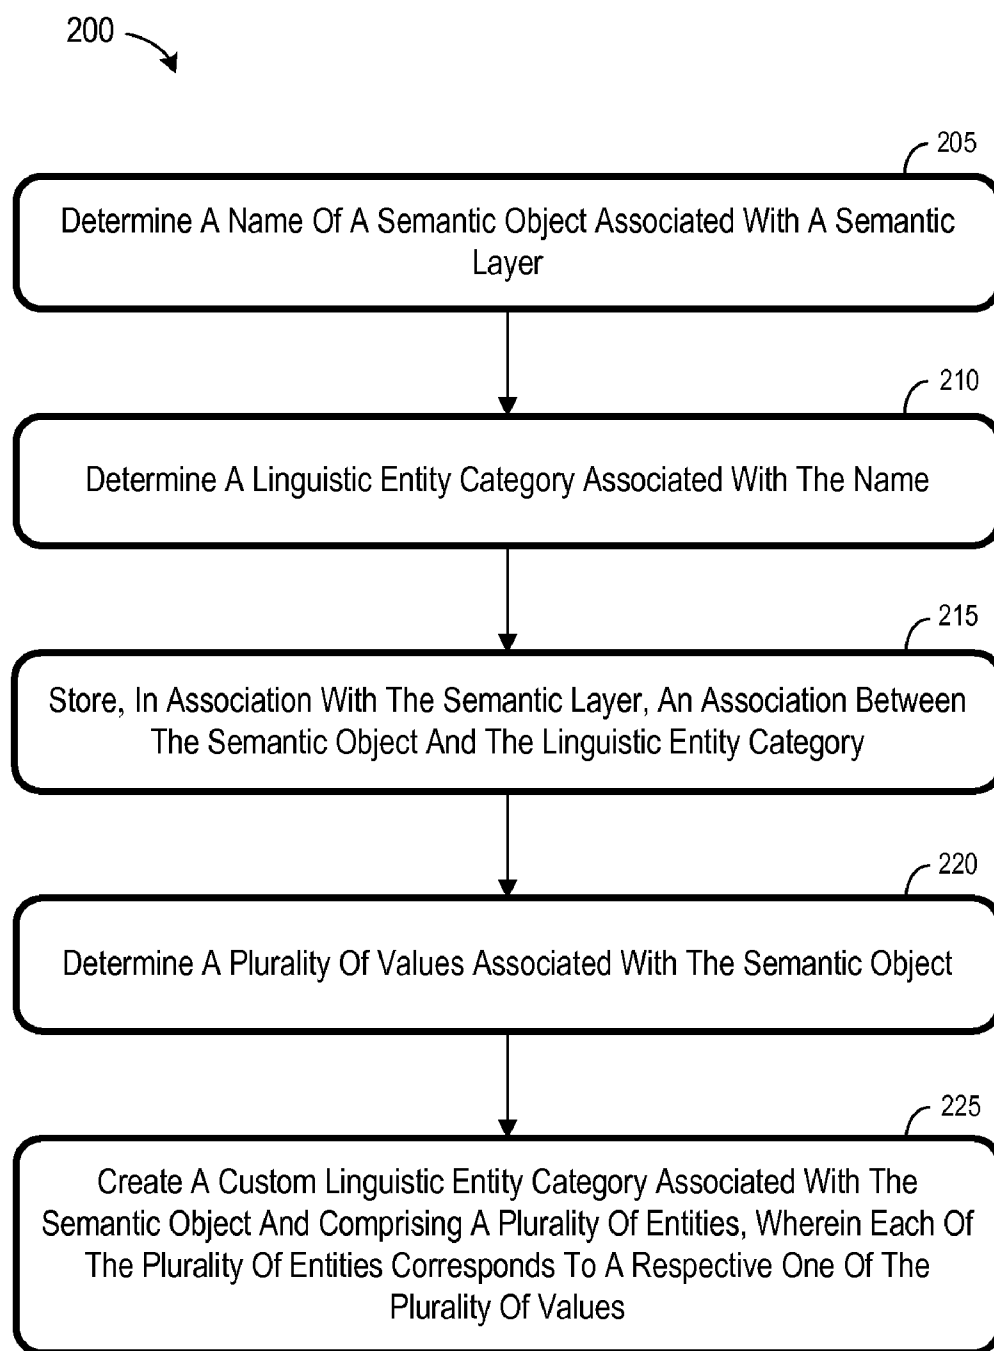 200
205
Determine A Name Of A Semantic Object Associated With A Semantic
Layer
210
Determine A Linguistic Entity Category Associated With The Name
215
Store, In Association With The Semantic Layer, An Association Between
The Semantic Object And The Linguistic Entity Category
220
Determine A Plurality Of Values Associated With The Semantic Object
225
Create A Custom Linguistic Entity Category Associated With The
Semantic Object And Comprising A Plurality Of Entities, Wherein Each Of
The Plurality Of Entities Corresponds To A Respective One Of The
Plurality Of Values